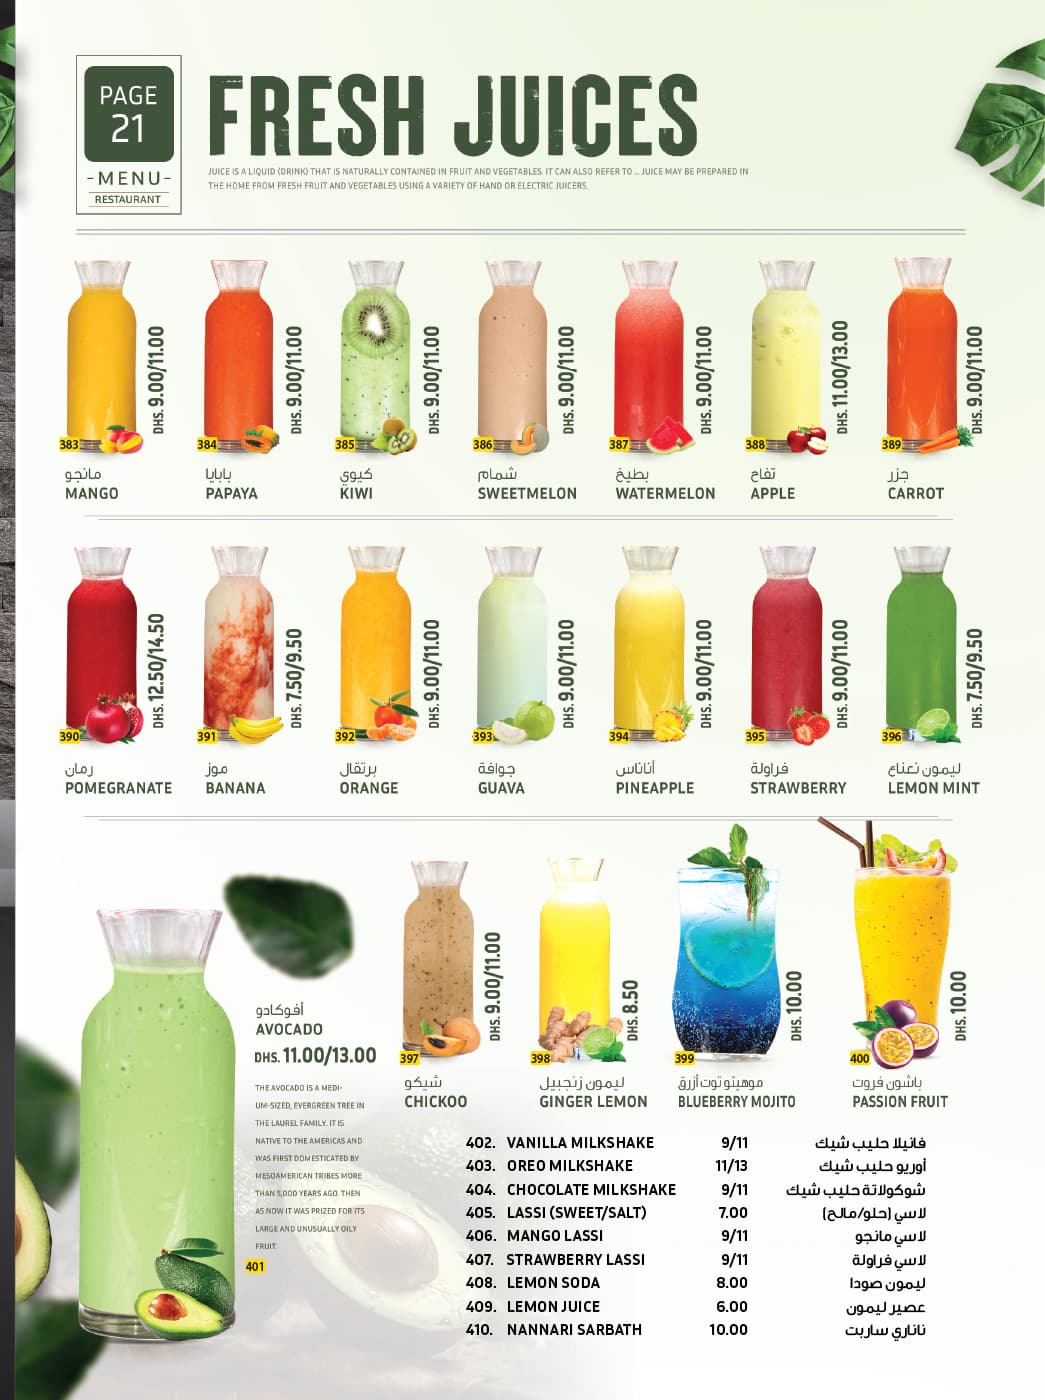 PAGE
21
-MENU-
RESTAURANT
FRESH JUICES
JUICE IS A LIQUID (DRINK) THAT IS NATURALLY CONTAINED IN FRUIT AND VEGETABLES. IT CAN ALSO REFER TO ... JUICE MAY BE PREPARED IN
THE HOME FROM FRESH FRUIT AND VEGETABLES USING A VARIETY OF HAND OR ELECTRIC JUICERS.
383
DHS. 9.00/11.00
مانجو
MANGO
384
DHS. 9.00/11.00
بابايا
PAPAYA
385
DHS. 9.00/11.00
كيوي
KIWI
386
DHS. 9.00/11.00
شمام
SWEETMELON
387
DHS. 9.00/11.00
بطيخ
WATERMELON
388
DHS. 11.00/13.00
تفاح
APPLE
389
DHS. 9.00/11.00
جزر
CARROT
390
DHS. 12.50/14.50
رمان
POMEGRANATE
391
DHS. 7.50/9.50
موز
BANANA
392
DHS. 9.00/11.00
برتقال
ORANGE
393
DHS. 9.00/11.00
جوافة
GUAVA
394
DHS. 9.00/11.00
أناناس
PINEAPPLE
395
DHS. 9.00/11.00
فراولة
STRAWBERRY
396
DHS. 7.50/9.50
ليمون نعناع
LEMON MINT
أفوكادو
AVOCADO
DHS. 11.00/13.00
THE AVOCADO IS A MEDI-
UM-SIZED, EVERGREEN TREE IN
THE LAUREL FAMILY. IT IS
NATIVE TO THE AMERICAS AND
WAS FIRST DOMESTICATED BY
MESOAMERICAN TRIBES MORE
THAN 5,000 YEARS AGO. THEN
AS NOW IT WAS PRIZED FOR ITS
LARGE AND UNUSUALLY OILY
FRUIT.
401
397
DHS. 9.00/11.00
شيكو
CHICKOO
398
DHS. 8.50
ليمون زنجبيل
GINGER LEMON
399
DHS. 10.00
موهيتو توت أزرق
BLUEBERRY MOJITO
400
DHS. 10.00
باشون فروت
PASSION FRUIT
402. VANILLA MILKSHAKE 9/11 فانيلا حليب شيك
403. OREO MILKSHAKE 11/13 أوريو حليب شيك
404. CHOCOLATE MILKSHAKE 9/11 شوكولاتة حليب شيك
405. LASSI (SWEET/SALT) 7.00 لاسي (حلو/مالح)
406. MANGO LASSI 9/11 لاسي مانجو
407. STRAWBERRY LASSI 9/11 لاسي فراولة
408. LEMON SODA 8.00 ليمون صودا
409. LEMON JUICE 6.00 عصير ليمون
410. NANNARI SARBATH 10.00 ناناري ساربت